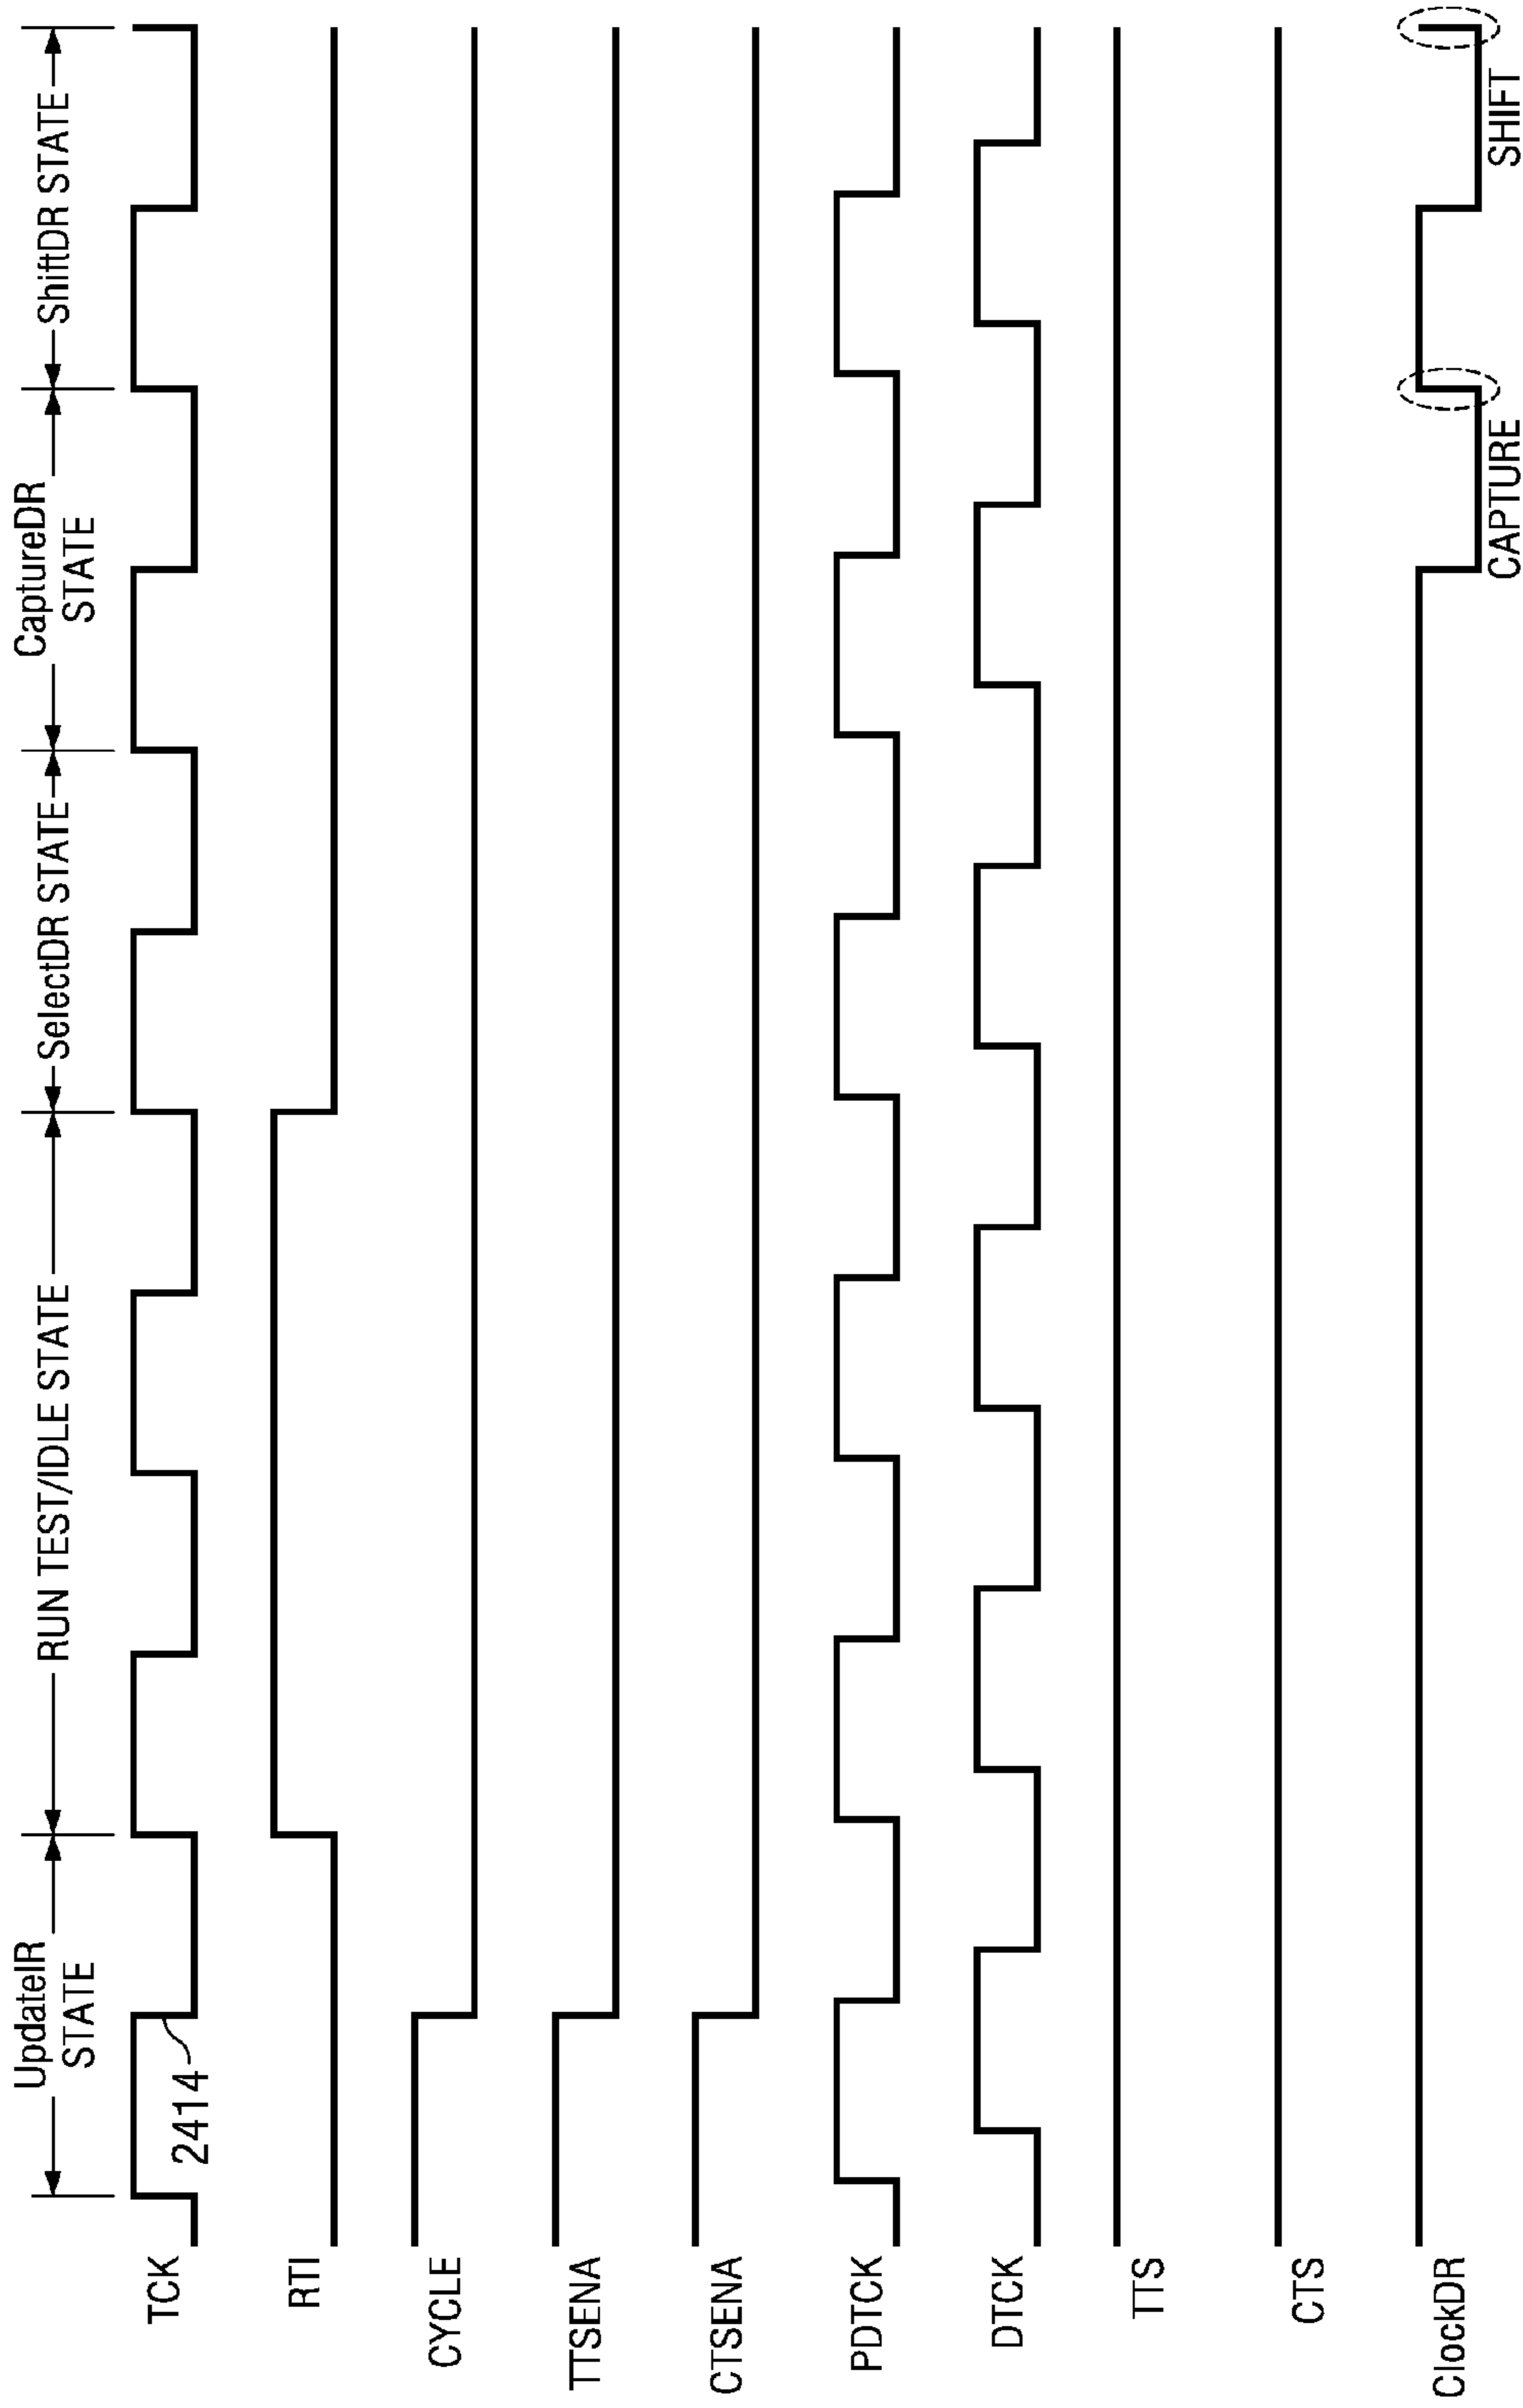 UpdateIR
STATE
RUN TEST/IDLE STATE
SelectDR STATE
CaptureDR
STATE
ShiftDR STATE
TCK
2414
RTI
CYCLE
TTSENA
CTSENA
PDTCK
DTCK
TTS
CTS
ClockDR
CAPTURE
SHIFT